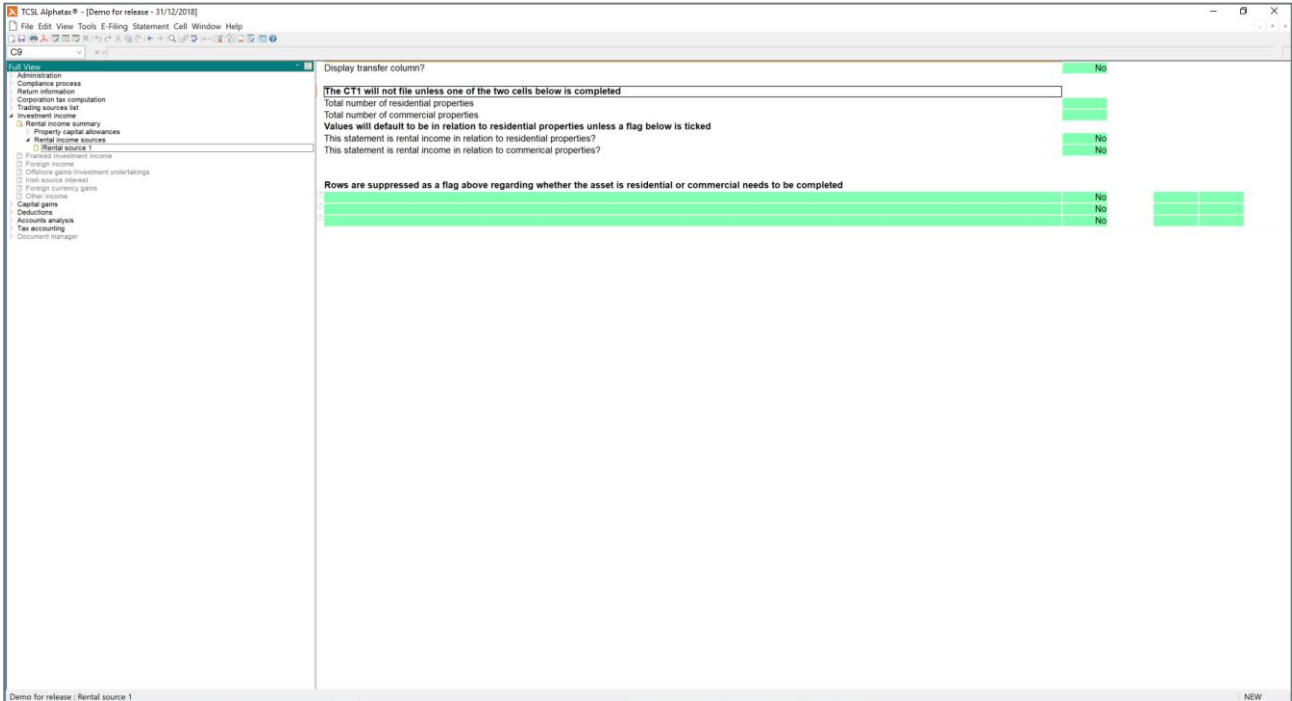 TCSL Alphatax® - [Demo for release - 31/12/2018]
File Edit View Tools E-Filing Statement Cell Window Help
C9
Full View
Administration
Compliance process
Return information
Corporation tax computation
Trading sources list
Investment income
Rental income summary
Property capital allowances
Rental income sources
Rental source 1
Franked Investment Income
Foreign income
Offshore gains-Investment undertakings
Irish source interest
Foreign currency gains
Other income
Capital gains
Deductions
Accounts analysis
Tax accounting
Document manager
Display transfer column? No
The CT1 will not file unless one of the two cells below is completed
Total number of residential properties
Total number of commercial properties
Values will default to be in relation to residential properties unless a flag below is ticked
This statement is rental income in relation to residential properties? No
This statement is rental income in relation to commerical properties? No
Rows are suppressed as a flag above regarding whether the asset is residential or commercial needs to be completed
No
No
No
Demo for release : Rental source 1 NEW